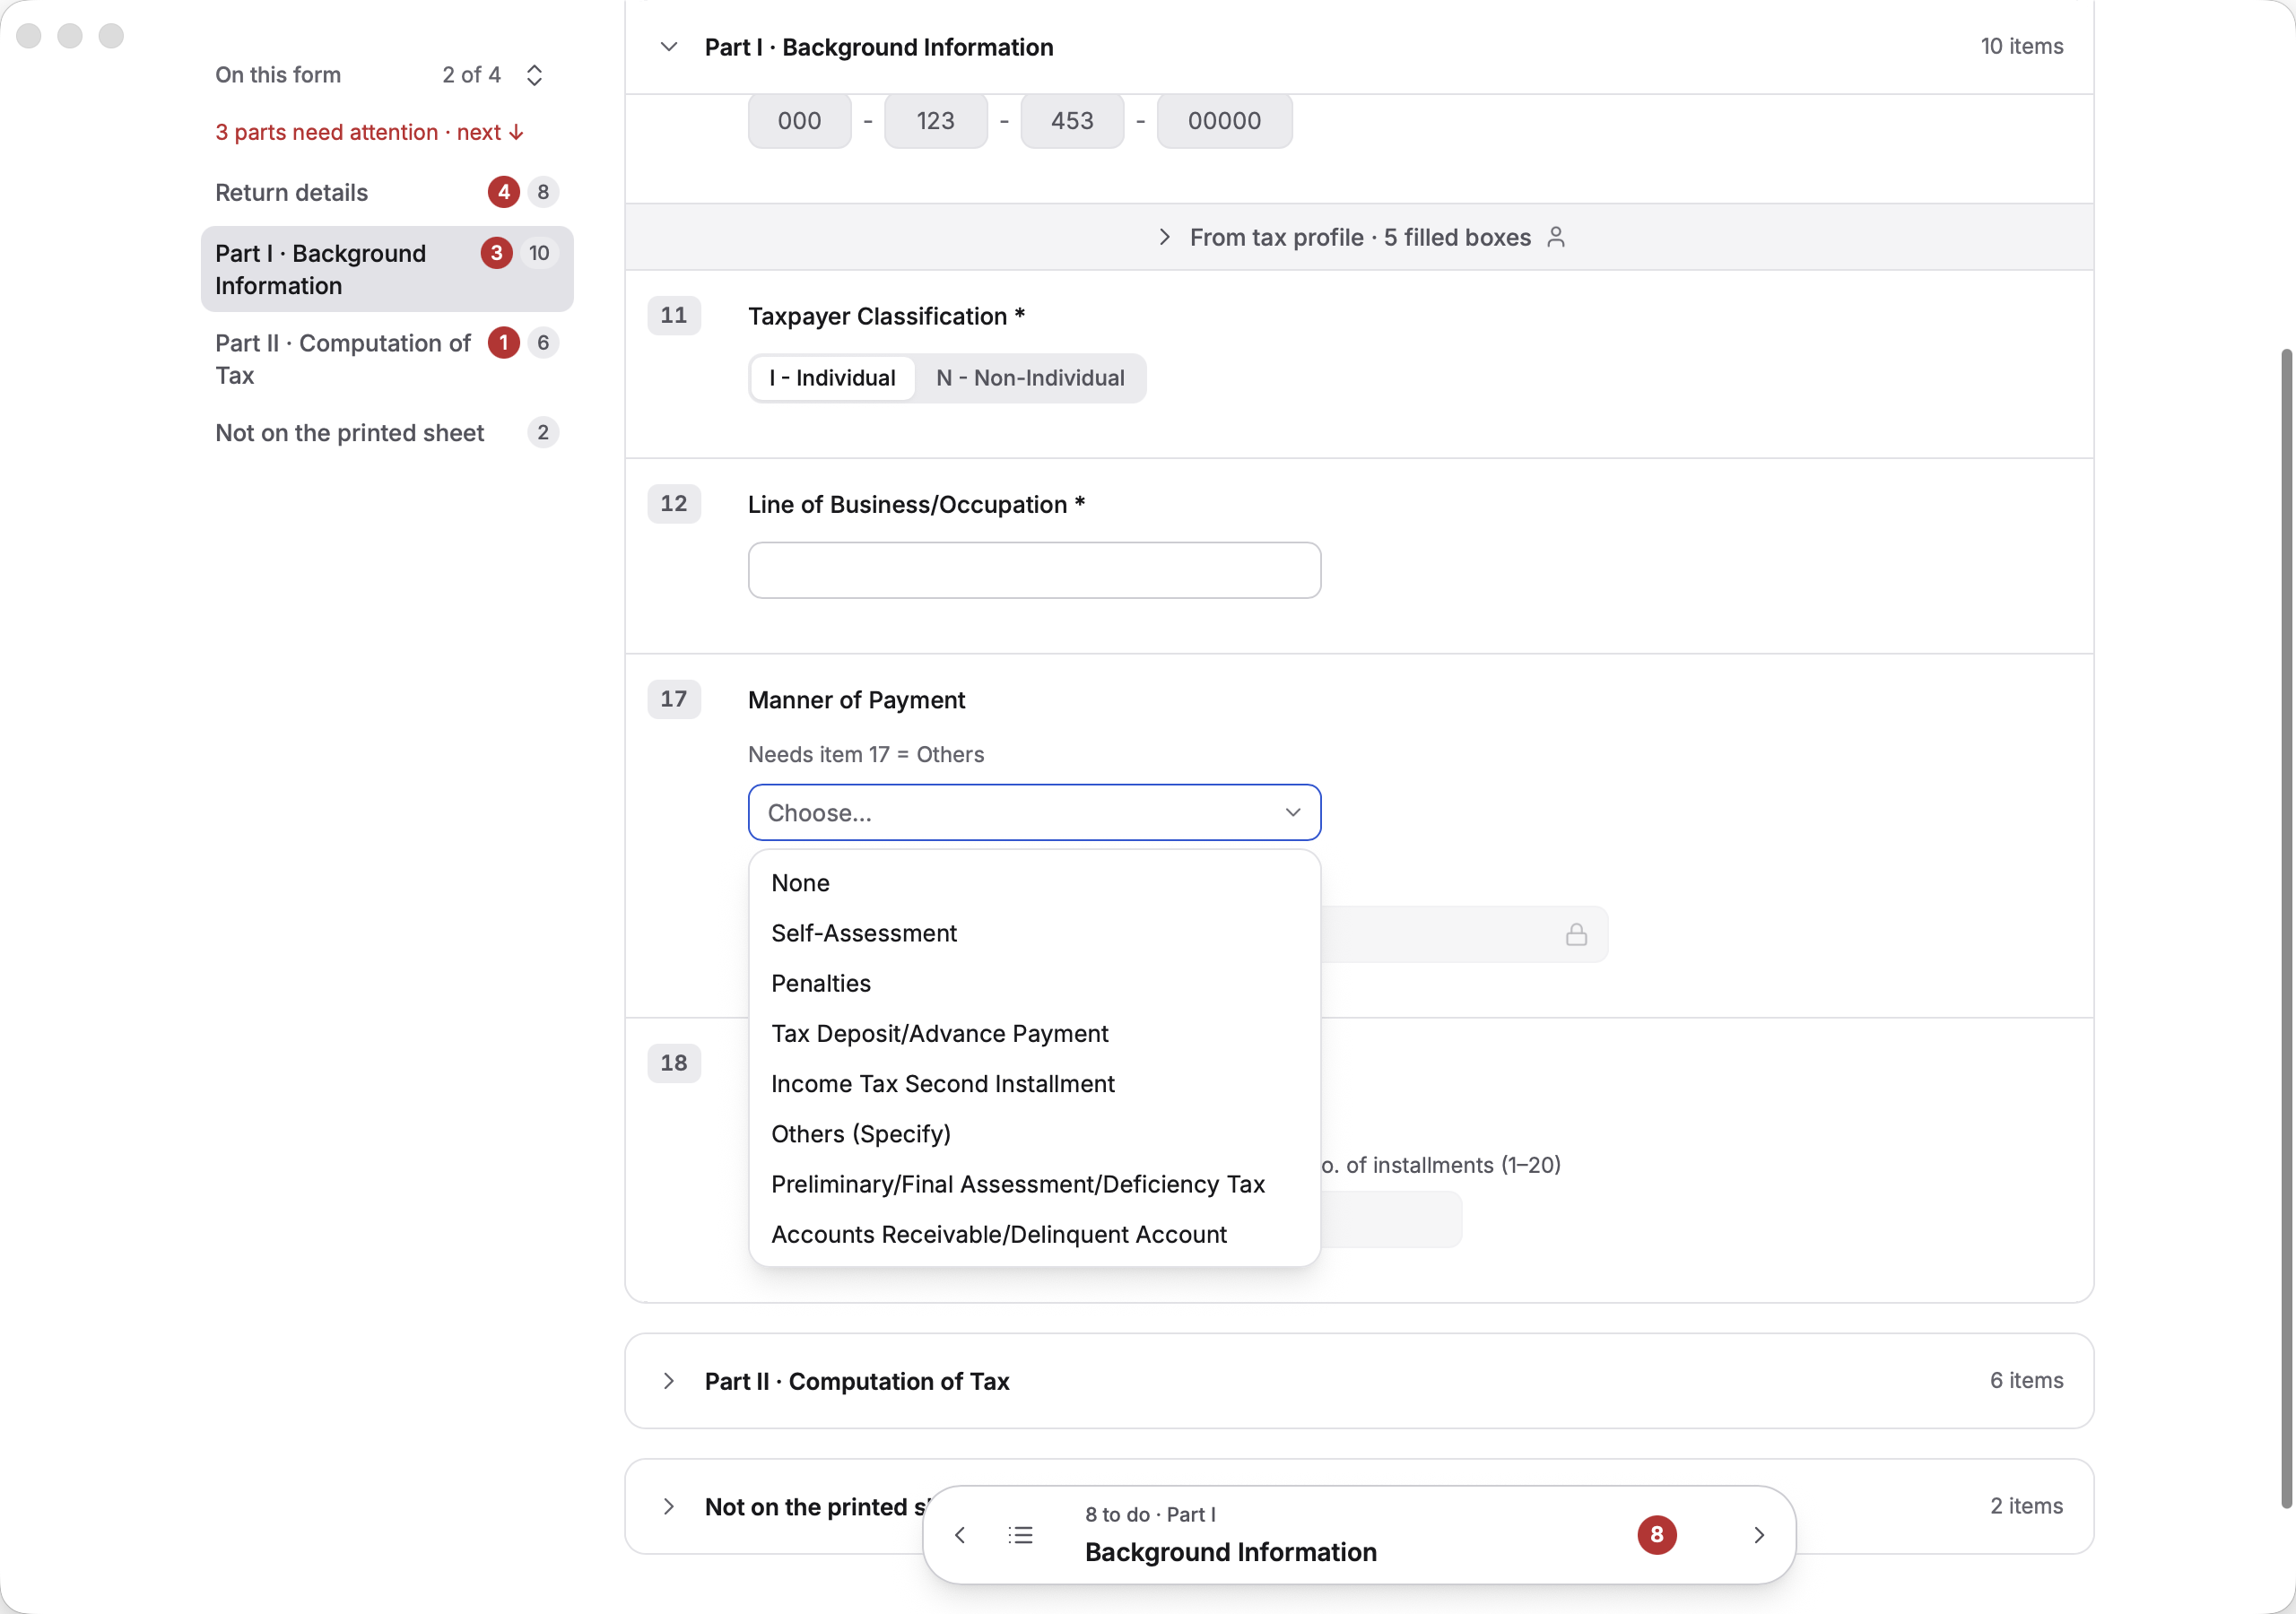 On this form 2 of 4
3 parts need attention · next ↓
Return details 4 8
Part I · Background Information 3 10
Part II · Computation of Tax 1 6
Not on the printed sheet 2
Part I · Background Information 10 items
000 - 123 - 453 - 00000
From tax profile · 5 filled boxes
11 Taxpayer Classification *
I - Individual N - Non-Individual
12 Line of Business/Occupation *
17 Manner of Payment
Needs item 17 = Others
Choose...
None
Self-Assessment
Penalties
Tax Deposit/Advance Payment
Income Tax Second Installment
Others (Specify)
Preliminary/Final Assessment/Deficiency Tax
Accounts Receivable/Delinquent Account
18
of installments (1–20)
Part II · Computation of Tax 6 items
Not on the printed 2 items
8 to do · Part I
Background Information 8